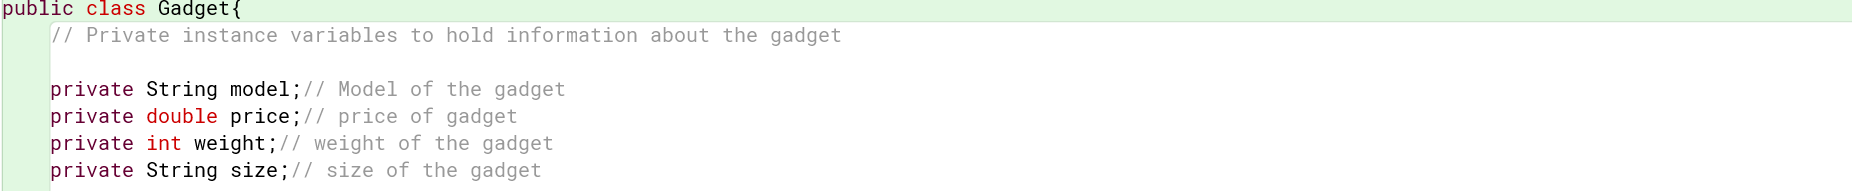 public class Gadget{
// Private instance variables to hold information about the gadget
private String model;// Model of the gadget
private double price;// price of gadget
private int weight;// weight of the gadget
private String size;// size of the gadget